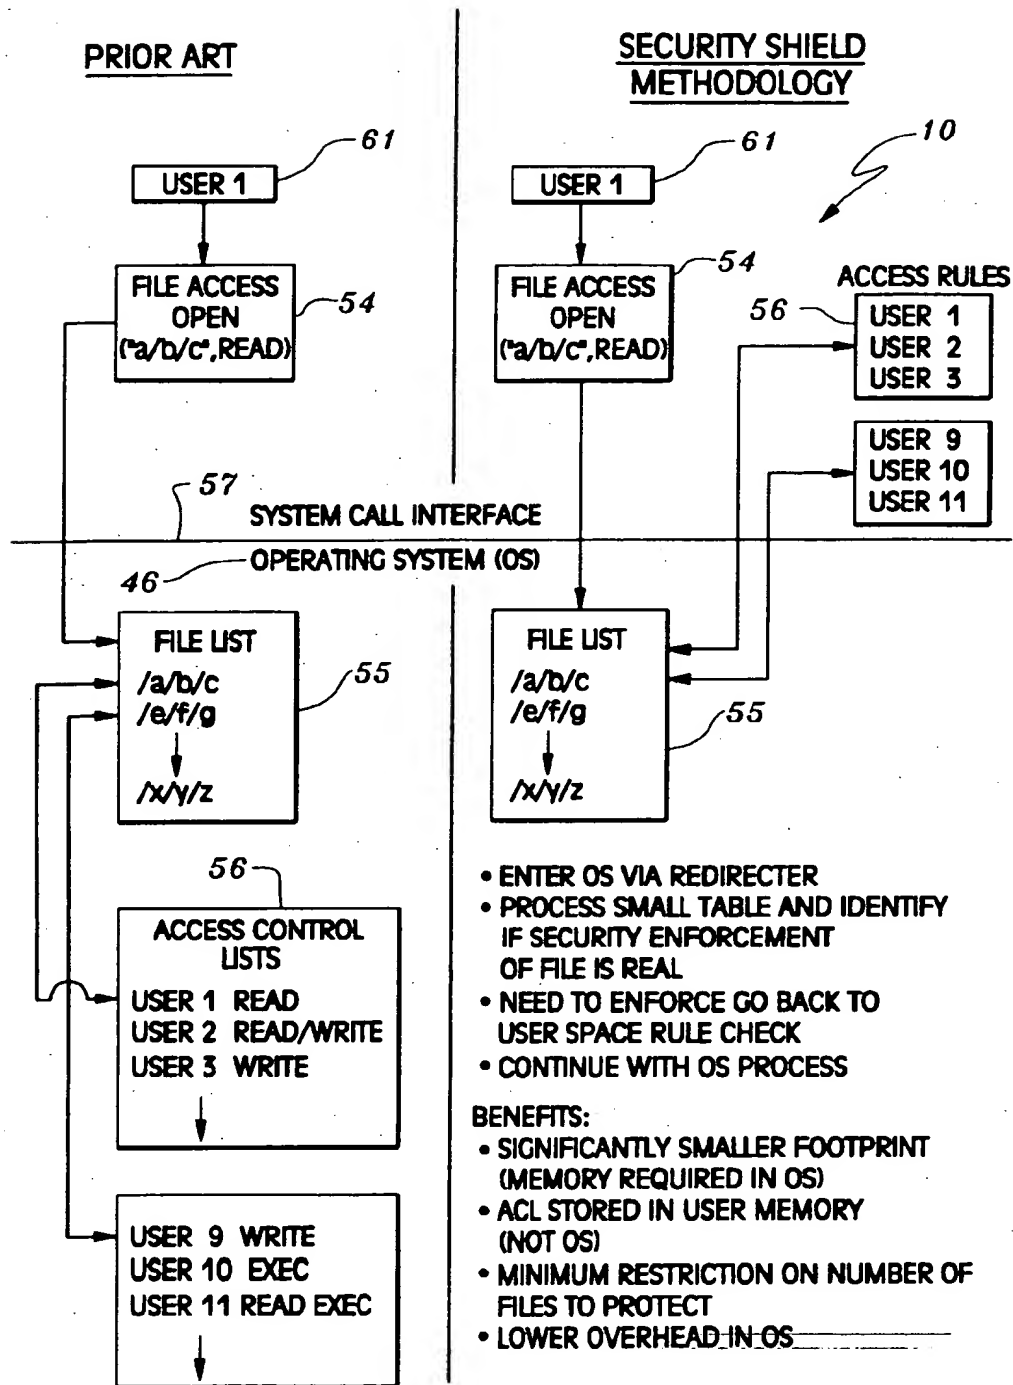 PRIOR ART
61
USER 1
FILE ACCESS
OPEN
("a/b/c",READ)
54
57
SYSTEM CALL INTERFACE
46
OPERATING SYSTEM (OS)
FILE LIST
/a/b/c
/e/f/g
/x/y/z
55
56
ACCESS CONTROL
LISTS
USER 1 READ
USER 2 READ/WRITE
USER 3 WRITE
USER 9 WRITE
USER 10 EXEC
USER 11 READ EXEC
SECURITY SHIELD
METHODOLOGY
61
10
USER 1
FILE ACCESS
OPEN
("a/b/c",READ)
54
ACCESS RULES
56
USER 1
USER 2
USER 3
USER 9
USER 10
USER 11
FILE LIST
/a/b/c
/e/f/g
/x/y/z
55
• ENTER OS VIA REDIRECTER
• PROCESS SMALL TABLE AND IDENTIFY
IF SECURITY ENFORCEMENT
OF FILE IS REAL
• NEED TO ENFORCE GO BACK TO
USER SPACE RULE CHECK
• CONTINUE WITH OS PROCESS
BENEFITS:
• SIGNIFICANTLY SMALLER FOOTPRINT
(MEMORY REQUIRED IN OS)
• ACL STORED IN USER MEMORY
(NOT OS)
• MINIMUM RESTRICTION ON NUMBER OF
FILES TO PROTECT
• LOWER OVERHEAD IN OS